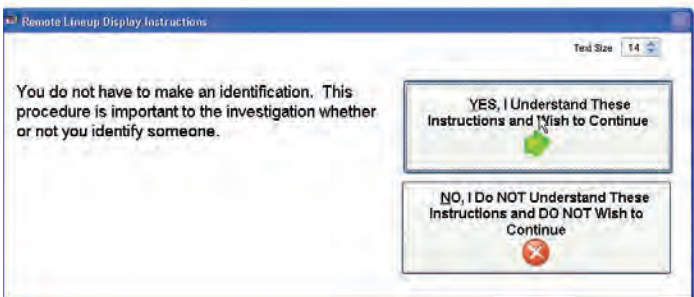 Remote Lineup Display Instructions
Text Size 14
You do not have to make an identification. This
procedure is important to the investigation whether
or not you identify someone.
YES, I Understand These
Instructions and Wish to Continue
NO, I Do NOT Understand These
Instructions and DO NOT Wish to
Continue